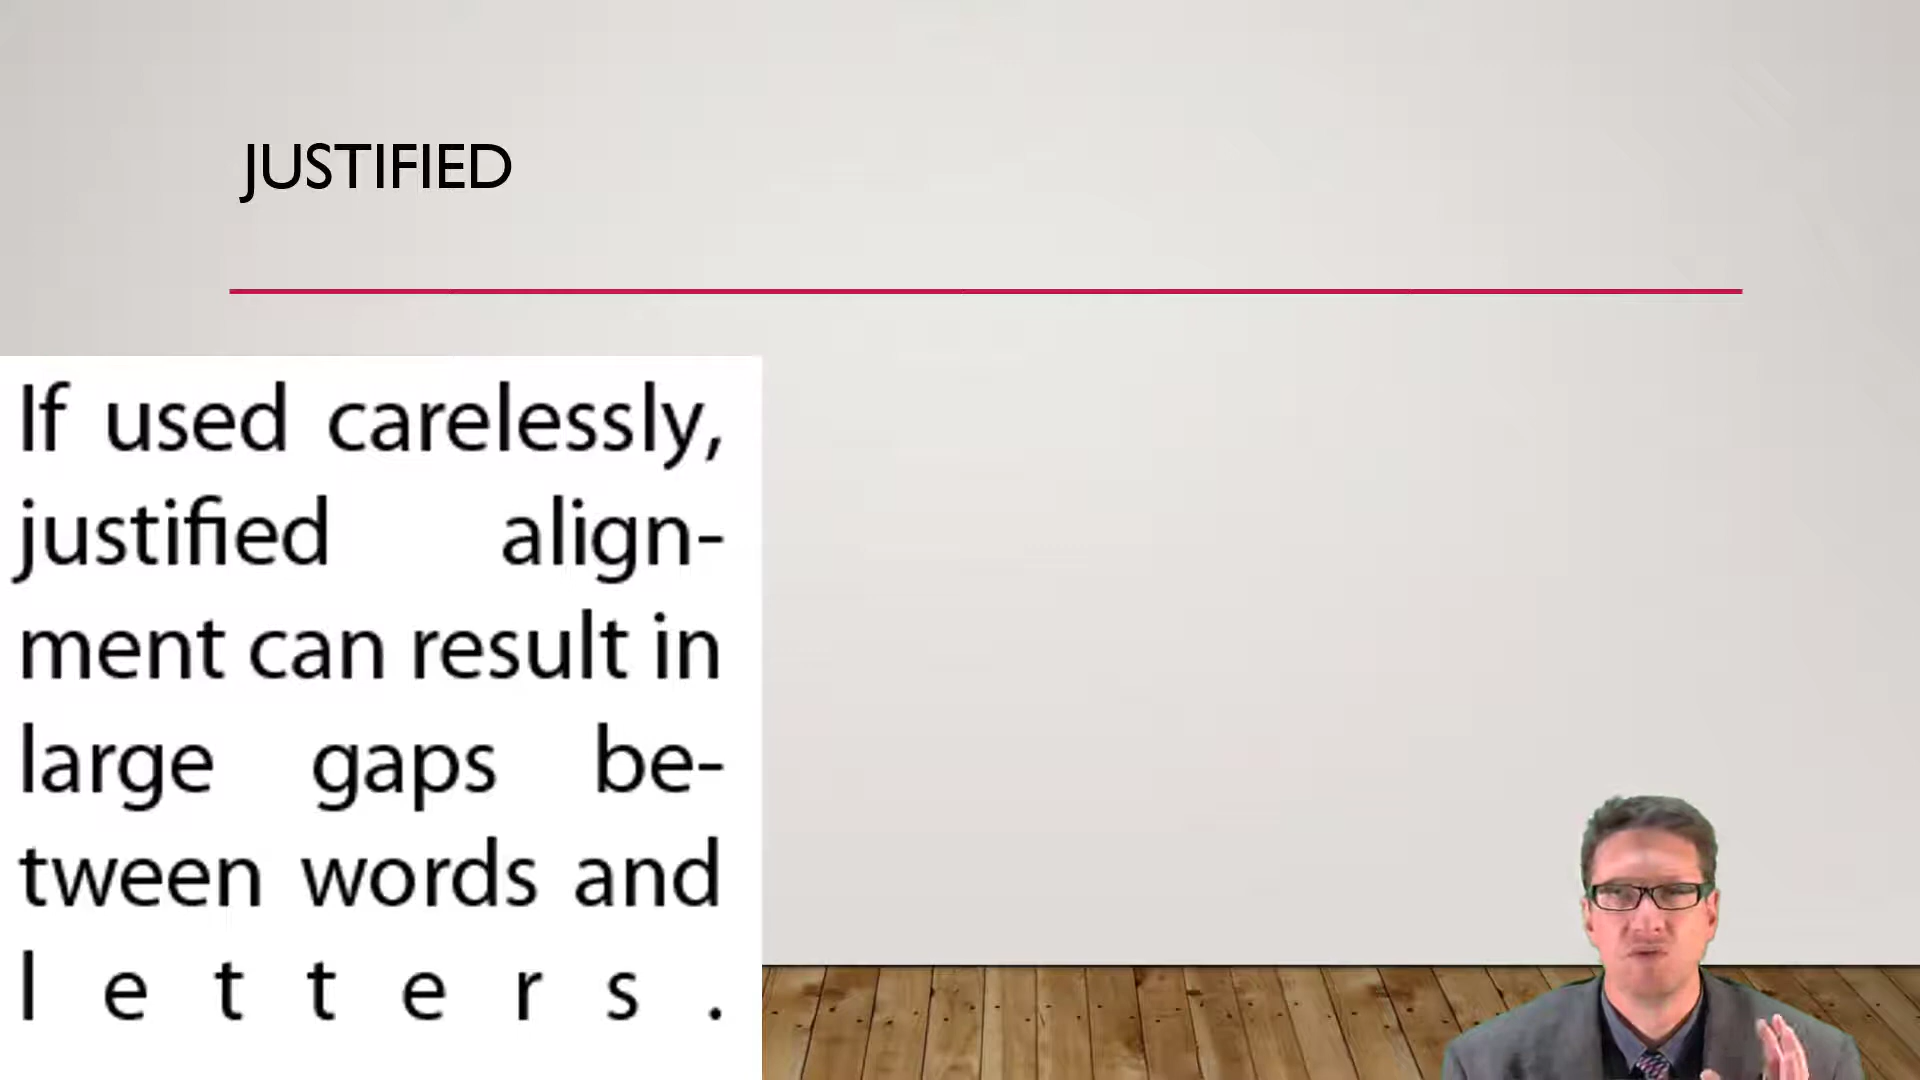 JUSTIFIED
If used carelessly,
justified align-
ment can result in
large gaps be-
tween words and
l e t t e r s .